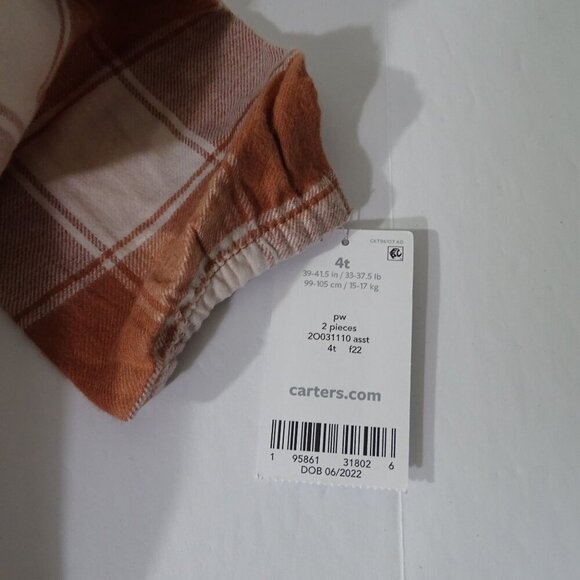 4t
39-41.5 in / 33-37.5 lb
99-105 cm / 15-17 kg
pw
2 pieces
2O031110 asst
4t f22
carters.com
1 95861 31802 6
DOB 06/2022